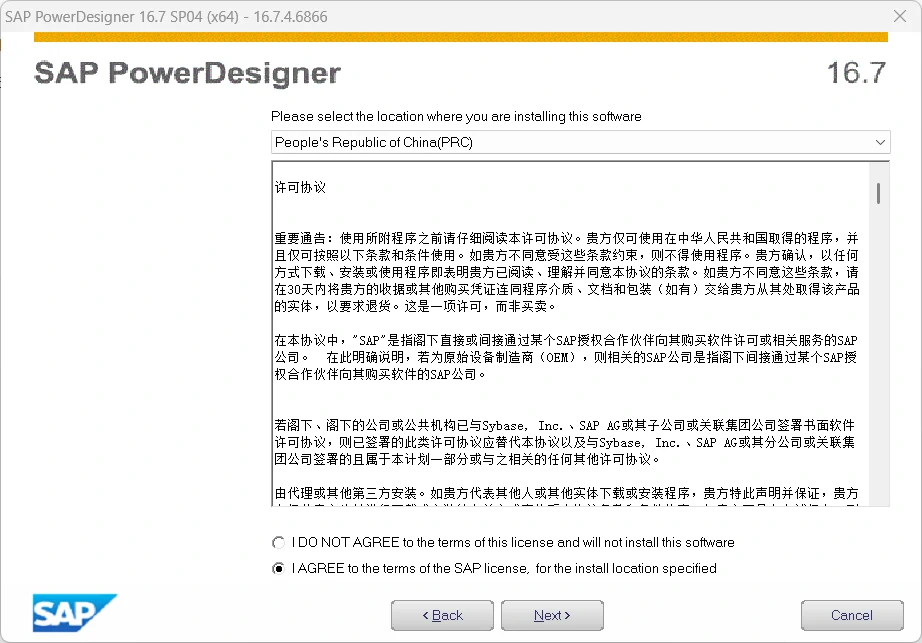 SAP PowerDesigner 16.7 SP04 (x64) - 16.7.4.6866
SAP PowerDesigner
16.7
Please select the location where you are installing this software
People's Republic of China(PRC)
许可协议
重要通告：使用所附程序之前请仔细阅读本许可协议。贵方仅可使用在中华人民共和国取得的程序，并
且仅可按照以下条款和条件使用。如贵方不同意受这些条款约束，则不得使用程序。贵方确认，以任何
方式下载、安装或使用程序即表明贵方已阅读、理解并同意本协议的条款。如贵方不同意这些条款，请
在30天内将贵方的收据或其他购买凭证连同程序介质、文档和包装（如有）交给贵方从其处取得该产品
的实体，以要求退货。这是一项许可，而非买卖。
在本协议中，"SAP"是指阁下直接或间接通过某个SAP授权合作伙伴向其购买软件许可或相关服务的SAP
公司。 在此明确说明，若为原始设备制造商（OEM），则相关的SAP公司是指阁下间接通过某个SAP授
权合作伙伴向其购买软件的SAP公司。
若阁下、阁下的公司或公共机构已与Sybase, Inc.、SAP AG或其子公司或关联集团公司签署书面软件
许可协议，则已签署的此类许可协议应替代本协议以及与Sybase, Inc.、SAP AG或其分公司或关联集
团公司签署的且属于本计划一部分或与之相关的任何其他许可协议。
由代理或其他第三方安装。如贵方代表其他人或其他实体下载或安装程序，贵方特此声明并保证，贵方
I DO NOT AGREE to the terms of this license and will not install this software
I AGREE to the terms of the SAP license, for the install location specified
SAP
< Back
Next >
Cancel